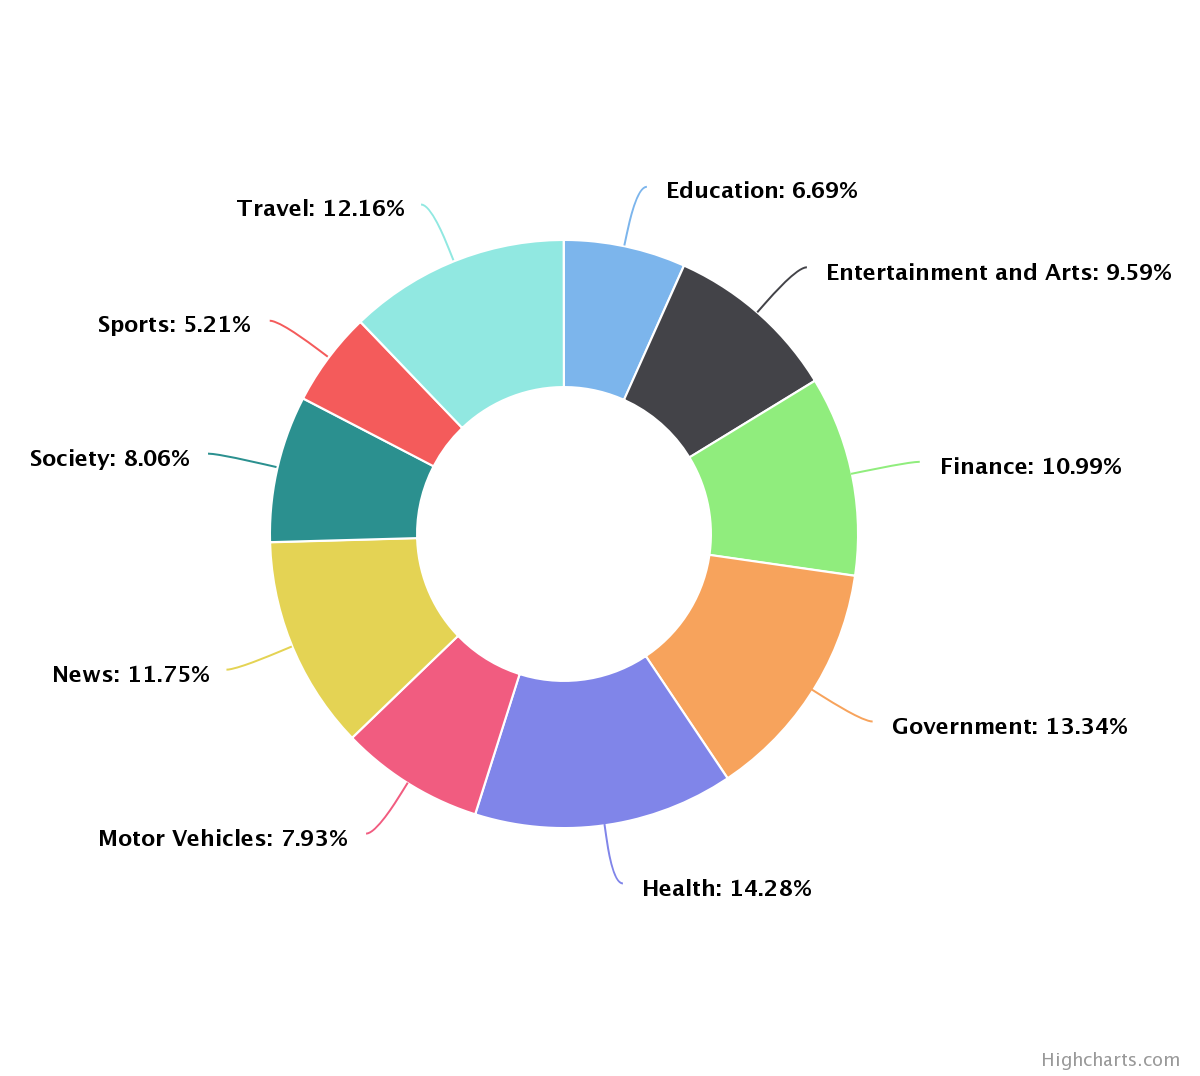 Education: 6.69%
Travel: 12.16%
Entertainment and Arts: 9.59%
Sports: 5.21%
Society: 8.06%
Finance: 10.99%
News: 11.75%
Government: 13.34%
Motor Vehicles: 7.93%
Health: 14.28%
Highcharts.com